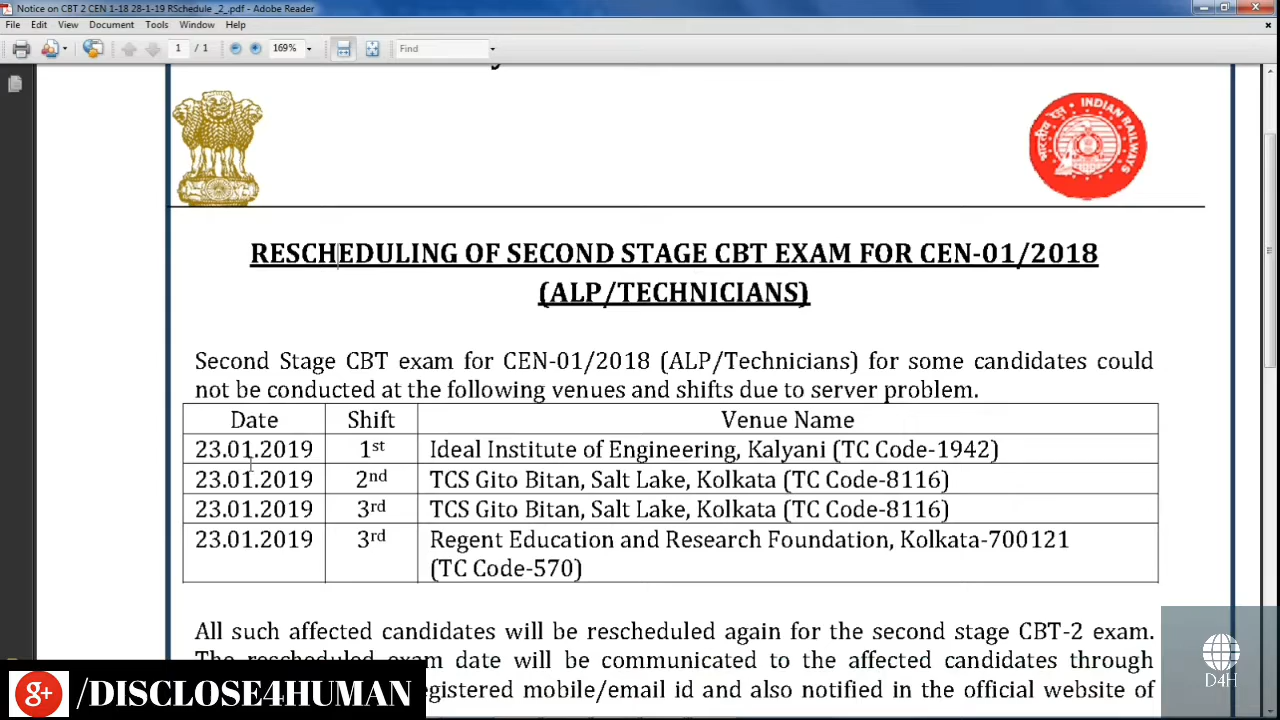 Notice on CBT 2 CEN 1-18 28-1-19 RSchedule _2_.pdf - Adobe Reader
File Edit View Document Tools Window Help
1 / 1 169% Find
INDIAN RAILWAYS
भारतीय रेल
RESCHEDULING OF SECOND STAGE CBT EXAM FOR CEN-01/2018
(ALP/TECHNICIANS)
Second Stage CBT exam for CEN-01/2018 (ALP/Technicians) for some candidates could
not be conducted at the following venues and shifts due to server problem.
Date Shift Venue Name
23.01.2019 1st Ideal Institute of Engineering, Kalyani (TC Code-1942)
23.01.2019 2nd TCS Gito Bitan, Salt Lake, Kolkata (TC Code-8116)
23.01.2019 3rd TCS Gito Bitan, Salt Lake, Kolkata (TC Code-8116)
23.01.2019 3rd Regent Education and Research Foundation, Kolkata-700121
(TC Code-570)
All such affected candidates will be rescheduled again for the second stage CBT-2 exam.
The rescheduled exam date will be communicated to the affected candidates through
egistered mobile/email id and also notified in the official website of
g+ /DISCLOSE4HUMAN
D4H